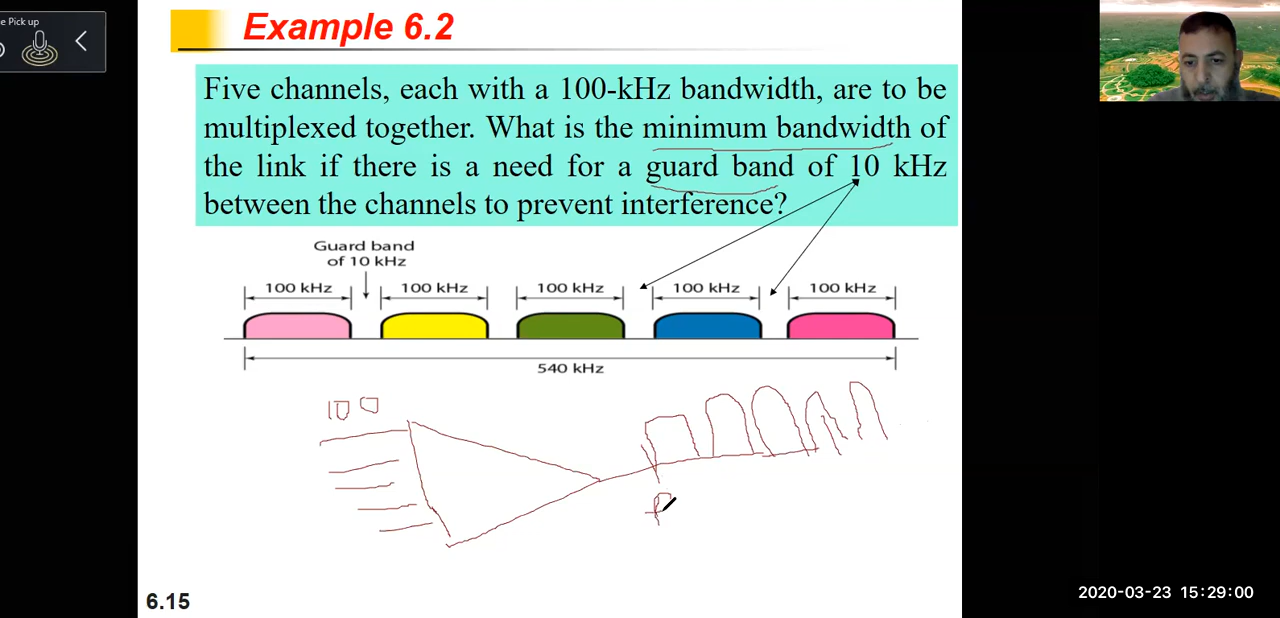 e Pick up
Example 6.2
Five channels, each with a 100-kHz bandwidth, are to be
multiplexed together. What is the minimum bandwidth of
the link if there is a need for a guard band of 10 kHz
between the channels to prevent interference?
Guard band
of 10 kHz
100 kHz 100 kHz 100 kHz 100 kHz 100 kHz
540 kHz
100
f
6.15
2020-03-23 15:29:00